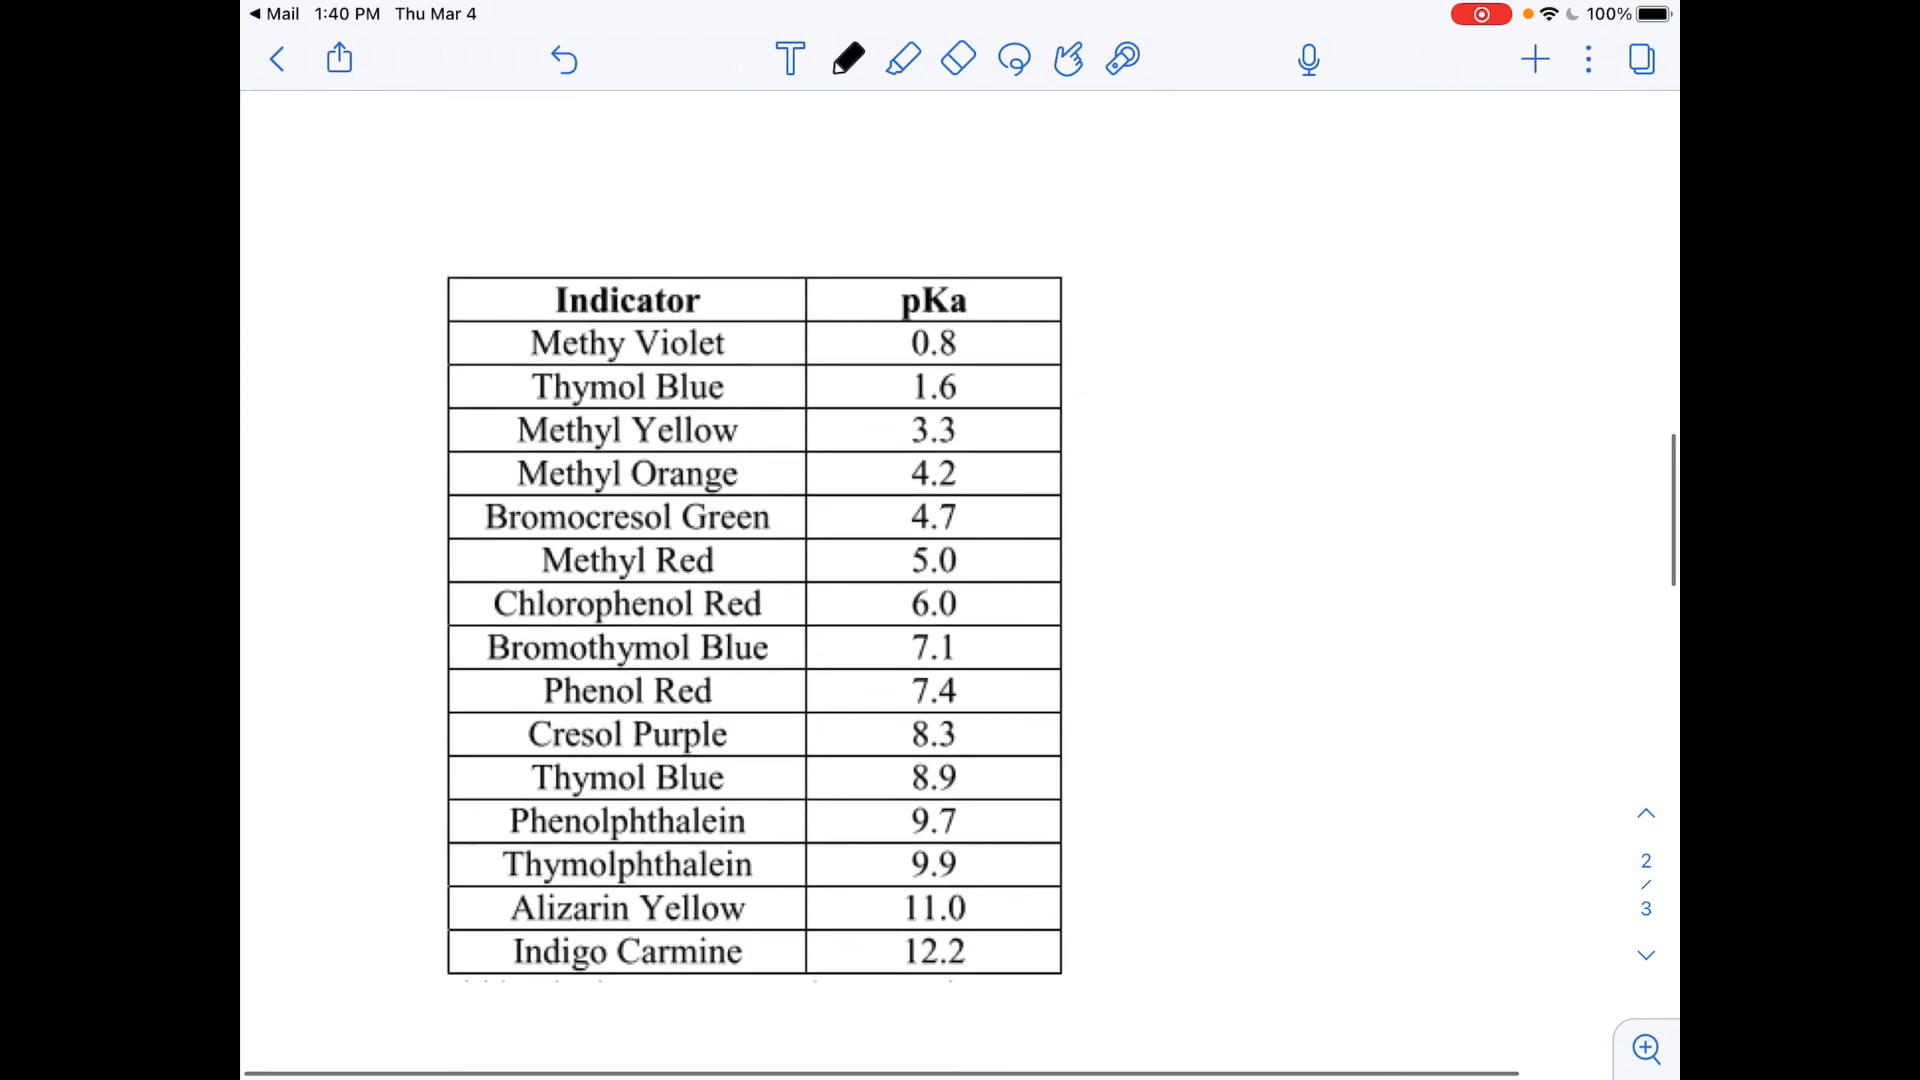 Mail 1:40 PM Thu Mar 4 100%
Indicator pKa
Methy Violet 0.8
Thymol Blue 1.6
Methyl Yellow 3.3
Methyl Orange 4.2
Bromocresol Green 4.7
Methyl Red 5.0
Chlorophenol Red 6.0
Bromothymol Blue 7.1
Phenol Red 7.4
Cresol Purple 8.3
Thymol Blue 8.9
Phenolphthalein 9.7
Thymolphthalein 9.9
Alizarin Yellow 11.0
Indigo Carmine 12.2
2
/
3